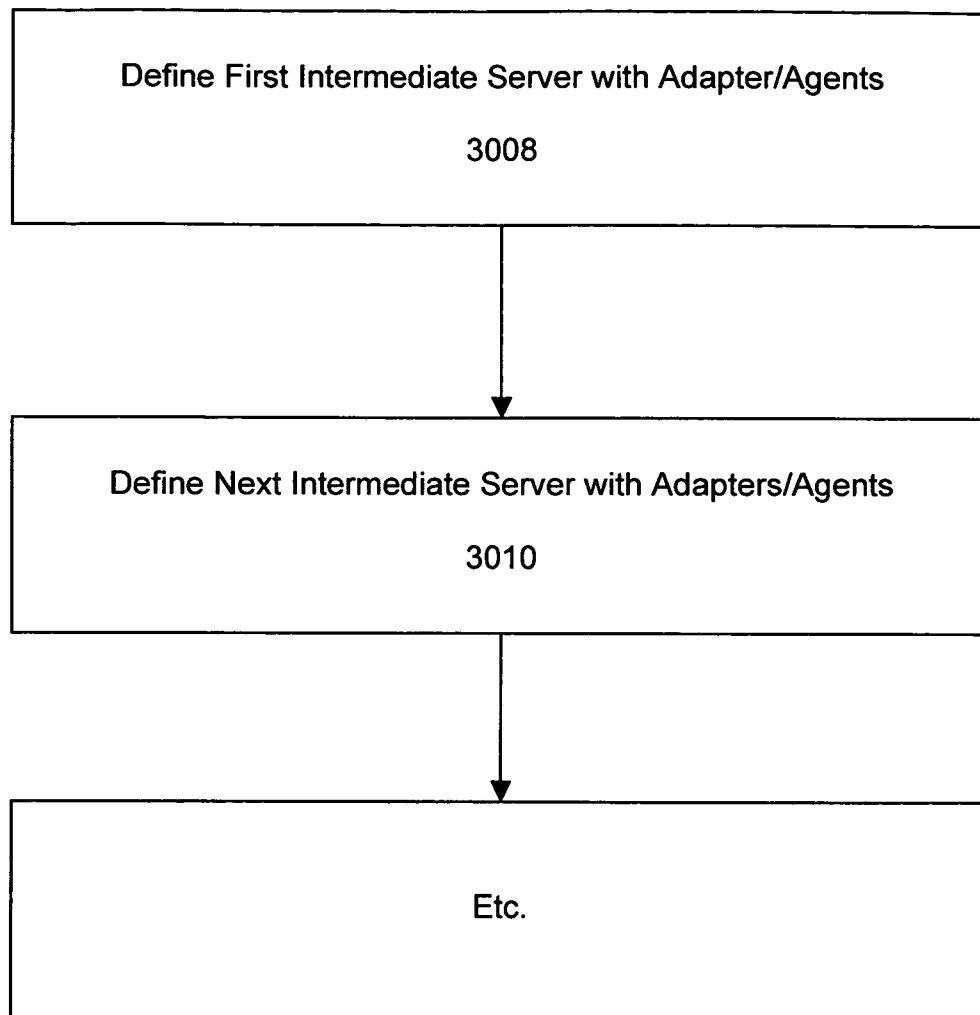 Define First Intermediate Server with Adapter/Agents
3008
Define Next Intermediate Server with Adapters/Agents
3010
Etc.